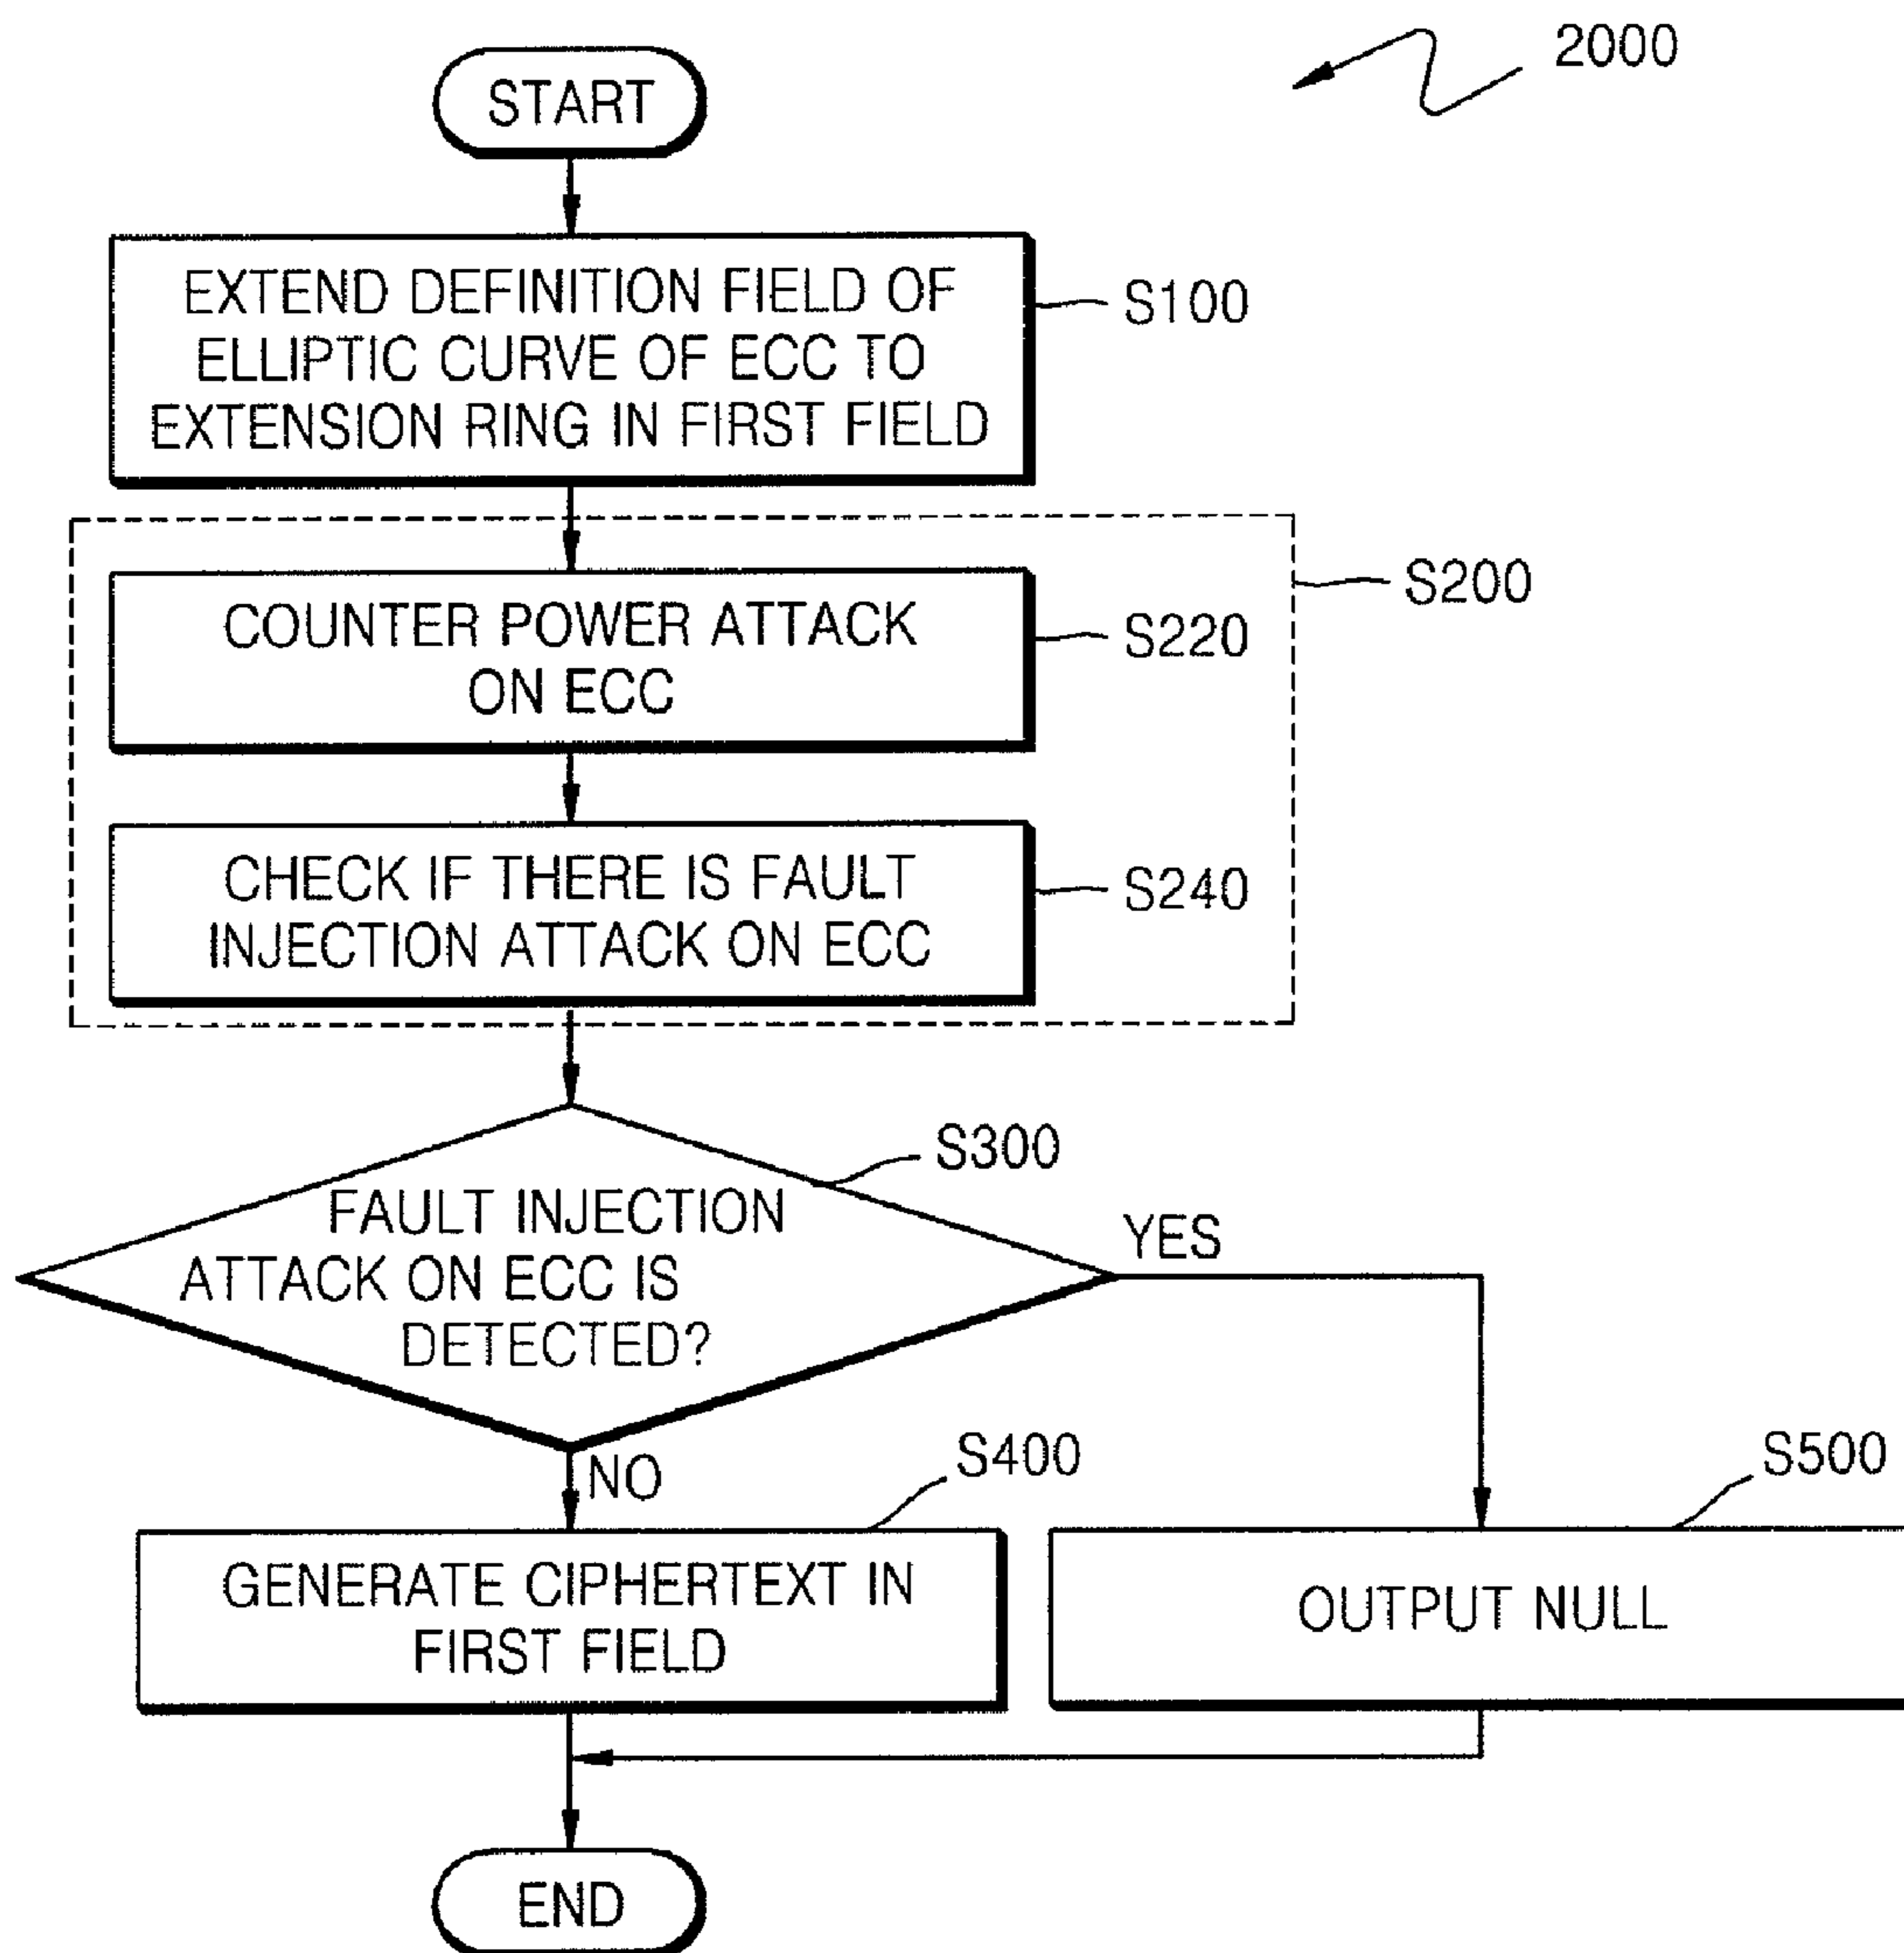 2000
START
EXTEND DEFINITION FIELD OF
ELLIPTIC CURVE OF ECC TO
EXTENSION RING IN FIRST FIELD
S100
S200
COUNTER POWER ATTACK
ON ECC
S220
CHECK IF THERE IS FAULT
INJECTION ATTACK ON ECC
S240
S300
FAULT INJECTION
ATTACK ON ECC IS
DETECTED?
YES
NO
S400
GENERATE CIPHERTEXT IN
FIRST FIELD
S500
OUTPUT NULL
END